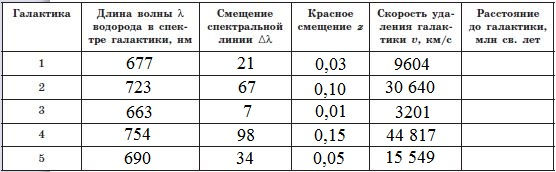 Галактика Длина волны λ водорода в спектре галактики, нм Смещение спектральной линии Δλ Красное смещение z Скорость удаления галактики v, км/с Расстояние до галактики, млн св. лет
1 677 21 0,03 9604
2 723 67 0,10 30 640
3 663 7 0,01 3201
4 754 98 0,15 44 817
5 690 34 0,05 15 549